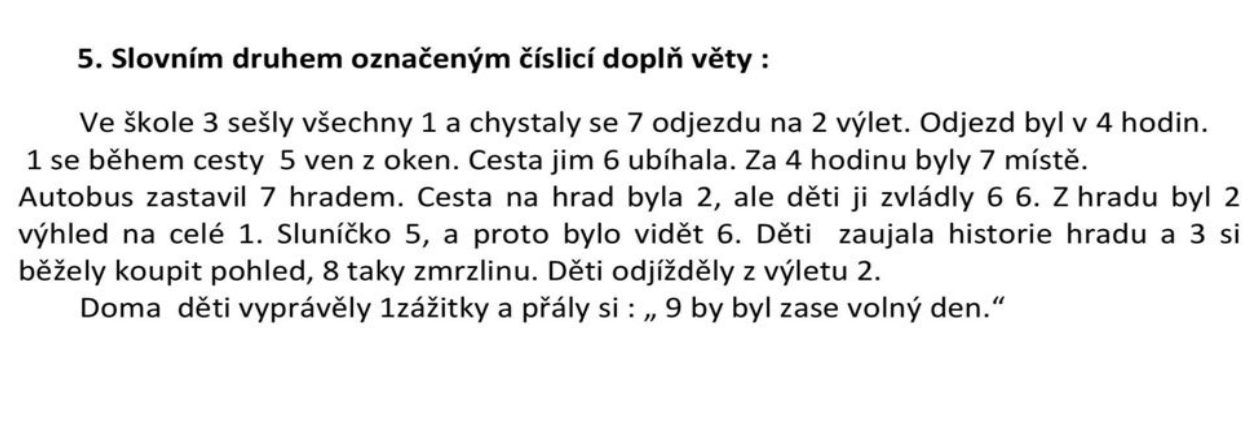 5. Slovním druhem označeným číslicí doplň věty :
Ve škole 3 sešly všechny 1 a chystaly se 7 odjezdu na 2 výlet. Odjezd byl v 4 hodin.
1 se během cesty 5 ven z oken. Cesta jim 6 ubíhala. Za 4 hodinu byly 7 místě.
Autobus zastavil 7 hradem. Cesta na hrad byla 2, ale děti ji zvládly 6 6. Z hradu byl 2
výhled na celé 1. Sluníčko 5, a proto bylo vidět 6. Děti zaujala historie hradu a 3 si
běžely koupit pohled, 8 taky zmrzlinu. Děti odjížděly z výletu 2.
Doma děti vyprávěly 1zážitky a přály si : „ 9 by byl zase volný den.“